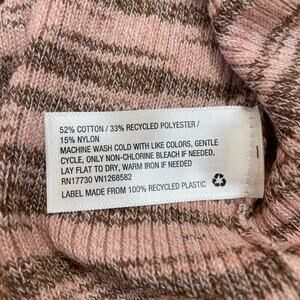 52% COTTON / 33% RECYCLED POLYESTER /
15% NYLON
MACHINE WASH COLD WITH LIKE COLORS, GENTLE
CYCLE, ONLY NON-CHLORINE BLEACH IF NEEDED,
LAY FLAT TO DRY, WARM IRON IF NEEDED
RN17730 VN1268582
LABEL MADE FROM 100% RECYCLED PLASTIC